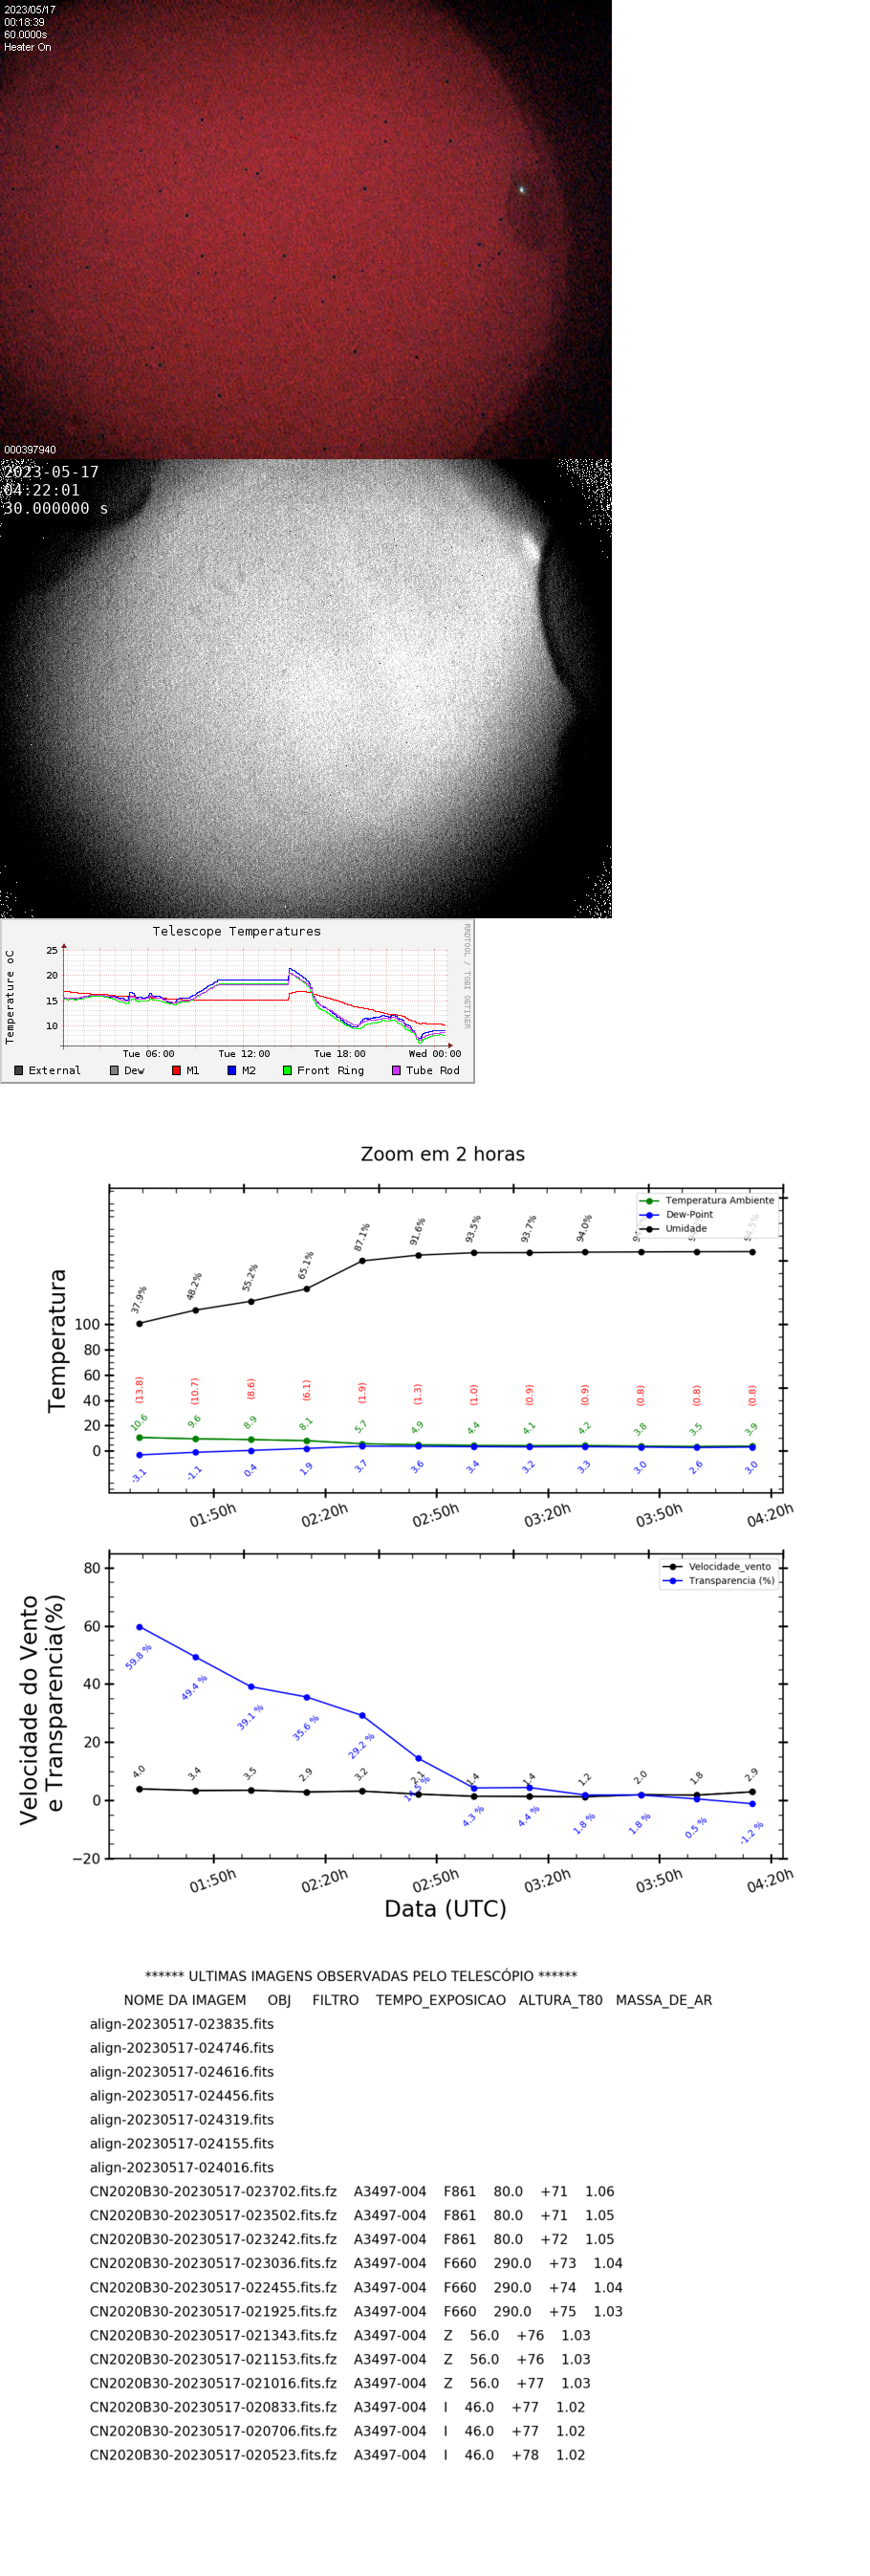 2023/05/17
00:18:39
60.0000s
Heater On
000397940
2023-05-17
04:22:01
30.000000 s
Telescope Temperatures
RRDTOOL / TOBI OETIKER
Temperature oC
25
20
15
10
Tue 06:00 Tue 12:00 Tue 18:00 Wed 00:00
External Dew M1 M2 Front Ring Tube Rod
Zoom em 2 horas
Temperatura Ambiente
Dew-Point
Umidade
37.9% 48.2% 55.2% 65.1% 87.1% 91.6% 93.5% 93.7% 94.0%
Temperatura
100
80
60
40
20
0
(13.8) (10.7) (8.6) (6.1) (1.9) (1.3) (1.0) (0.9) (0.9) (0.8) (0.8) (0.8)
10.6 9.6 8.9 8.1 5.7 4.9 4.4 4.1 4.2 3.8 3.5 3.9
-3.1 -1.1 0.4 1.9 3.7 3.6 3.4 3.2 3.3 3.0 2.6 3.0
01:50h 02:20h 02:50h 03:20h 03:50h 04:20h
Velocidade_vento
Transparencia (%)
Velocidade do Vento
e Transparencia(%)
80
60
40
20
0
−20
59.8 % 49.4 % 39.1 % 35.6 % 29.2 % 4.3 % 4.4 % 1.8 % 1.8 % 0.5 % -1.2 %
4.0 3.4 3.5 2.9 3.2 2.1 1.4 1.4 1.2 2.0 1.8 2.9
01:50h 02:20h 02:50h 03:20h 03:50h 04:20h
Data (UTC)
****** ULTIMAS IMAGENS OBSERVADAS PELO TELESCÓPIO ******
NOME DA IMAGEM OBJ FILTRO TEMPO_EXPOSICAO ALTURA_T80 MASSA_DE_AR
align-20230517-023835.fits
align-20230517-024746.fits
align-20230517-024616.fits
align-20230517-024456.fits
align-20230517-024319.fits
align-20230517-024155.fits
align-20230517-024016.fits
CN2020B30-20230517-023702.fits.fz A3497-004 F861 80.0 +71 1.06
CN2020B30-20230517-023502.fits.fz A3497-004 F861 80.0 +71 1.05
CN2020B30-20230517-023242.fits.fz A3497-004 F861 80.0 +72 1.05
CN2020B30-20230517-023036.fits.fz A3497-004 F660 290.0 +73 1.04
CN2020B30-20230517-022455.fits.fz A3497-004 F660 290.0 +74 1.04
CN2020B30-20230517-021925.fits.fz A3497-004 F660 290.0 +75 1.03
CN2020B30-20230517-021343.fits.fz A3497-004 Z 56.0 +76 1.03
CN2020B30-20230517-021153.fits.fz A3497-004 Z 56.0 +76 1.03
CN2020B30-20230517-021016.fits.fz A3497-004 Z 56.0 +77 1.03
CN2020B30-20230517-020833.fits.fz A3497-004 I 46.0 +77 1.02
CN2020B30-20230517-020706.fits.fz A3497-004 I 46.0 +77 1.02
CN2020B30-20230517-020523.fits.fz A3497-004 I 46.0 +78 1.02